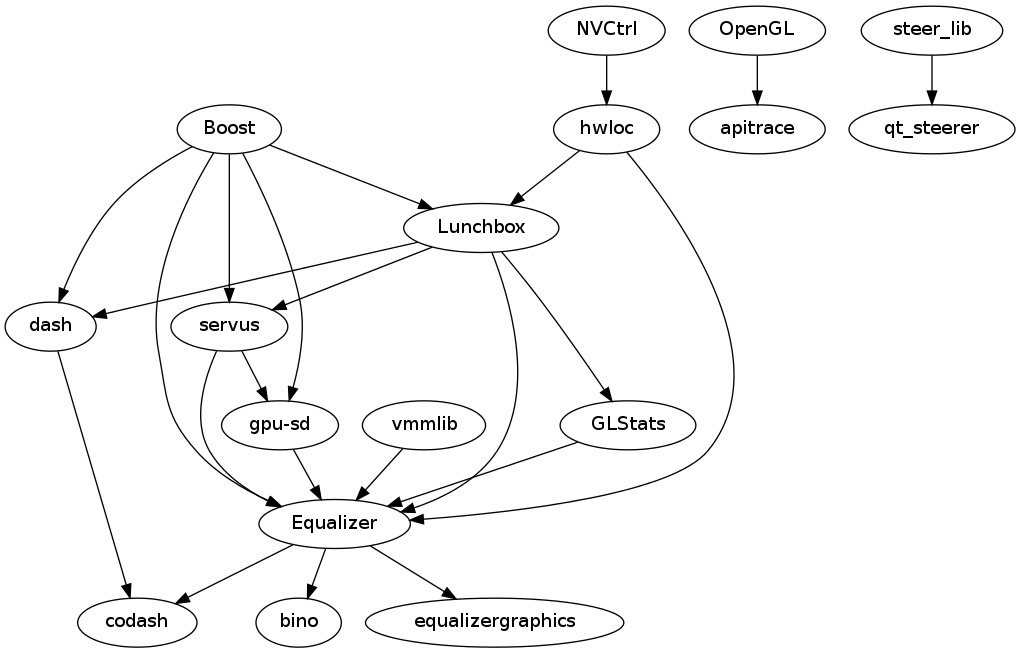 NVCtrl
OpenGL
steer_lib
Boost
hwloc
apitrace
qt_steerer
Lunchbox
dash
servus
gpu-sd
vmmlib
GLStats
Equalizer
codash
bino
equalizergraphics